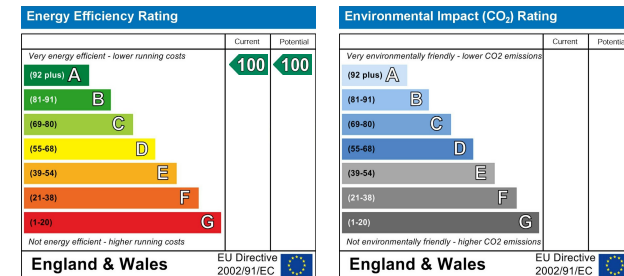 Energy Efficiency Rating
Current Potential
Very energy efficient - lower running costs
(92 plus) A
100 100
(81-91) B
(69-80) C
(55-68) D
(39-54) E
(21-38) F
(1-20) G
Not energy efficient - higher running costs
England & Wales
EU Directive
2002/91/EC
Environmental Impact (CO₂) Rating
Current Potential
Very environmentally friendly - lower CO2 emissions
(92 plus) A
(81-91) B
(69-80) C
(55-68) D
(39-54) E
(21-38) F
(1-20) G
Not environmentally friendly - higher CO2 emissions
England & Wales
EU Directive
2002/91/EC